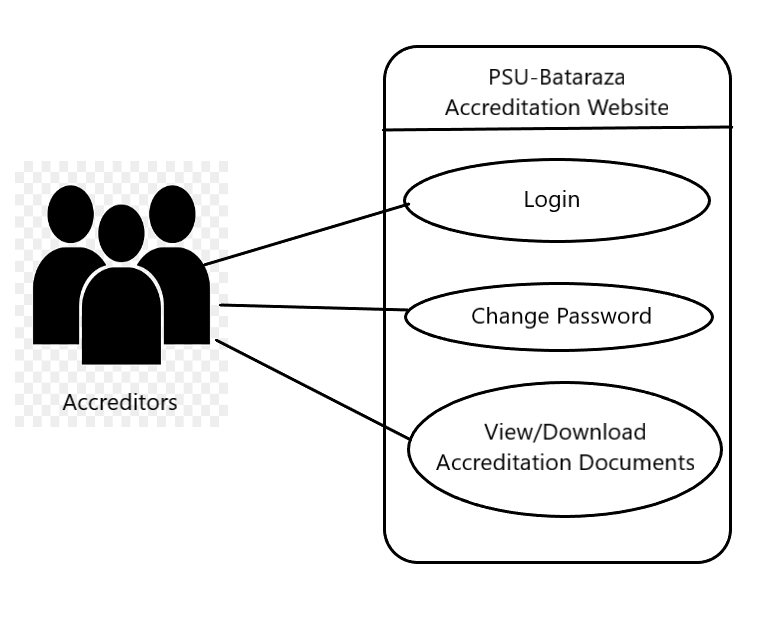 PSU-Bataraza
Accreditation Website
Login
Change Password
Accreditors
View/Download
Accreditation Documents